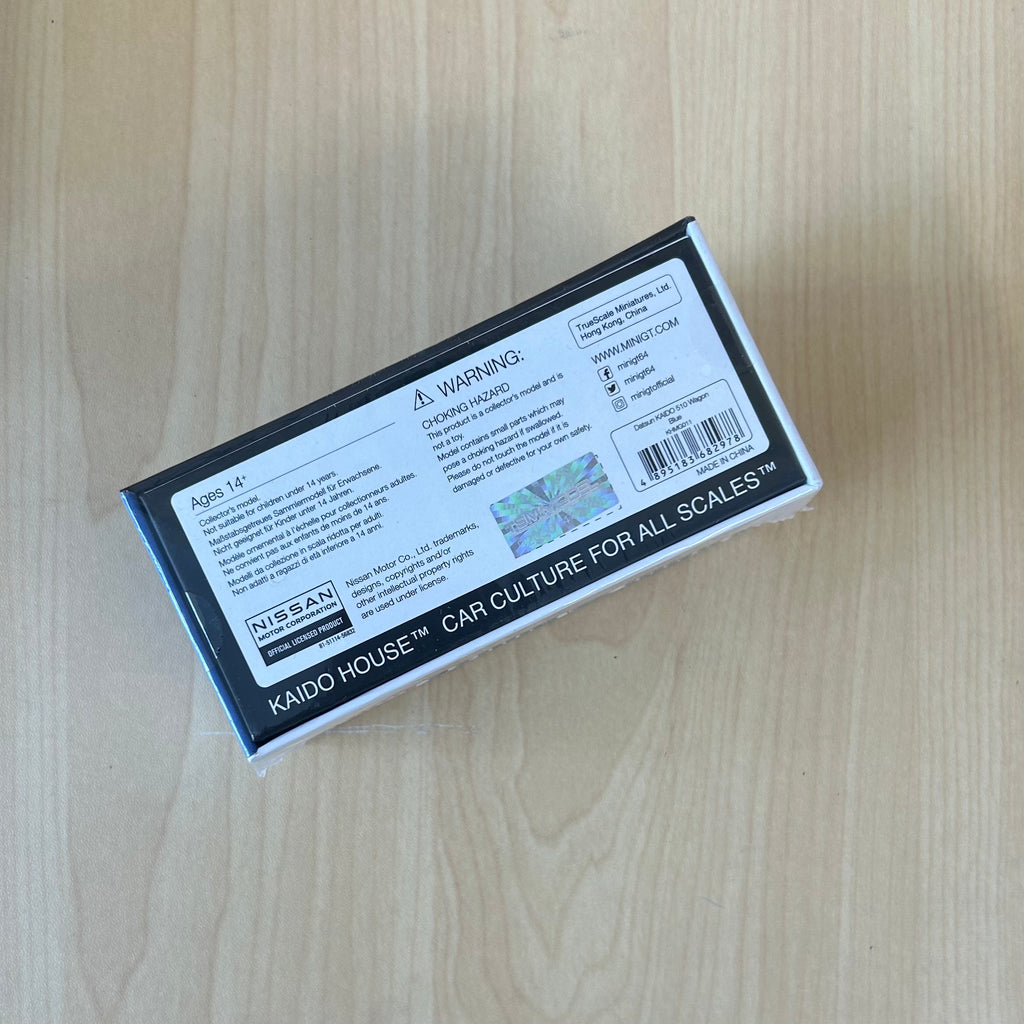 Ages 14+
Collector's model.
Not suitable for children under 14 years.
Maßstabsgetreues Sammlermodell für Erwachsene.
Nicht geeignet für Kinder unter 14 Jahren.
Modèle ornemental à l'échelle pour collectionneurs adultes.
Ne convient pas aux enfants de moins de 14 ans.
Modelli da collezione in scala ridotta per adulti.
Non adatti a ragazzi di età inferiore a 14 anni.
NISSAN
MOTOR CORPORATION
OFFICIAL LICENSED PRODUCT
Nissan Motor Co., Ltd. trademarks,
designs, copyrights and/or
other intellectual property rights
are used under license.
WARNING:
CHOKING HAZARD
This product is a collector's model and is
not a toy.
Model contains small parts which may
pose a choking hazard if swallowed.
Please do not touch the model if it is
damaged or defective for your own safety.
TrueScale Miniatures, Ltd.
Hong Kong, China
WWW.MINIGT.COM
minigt64
minigt64
minigtofficial
Datsun KAIDO 510 Wagon
Blue
KHMG011
4 895183 682978
MADE IN CHINA
KAIDO HOUSE™ CAR CULTURE FOR ALL SCALES™